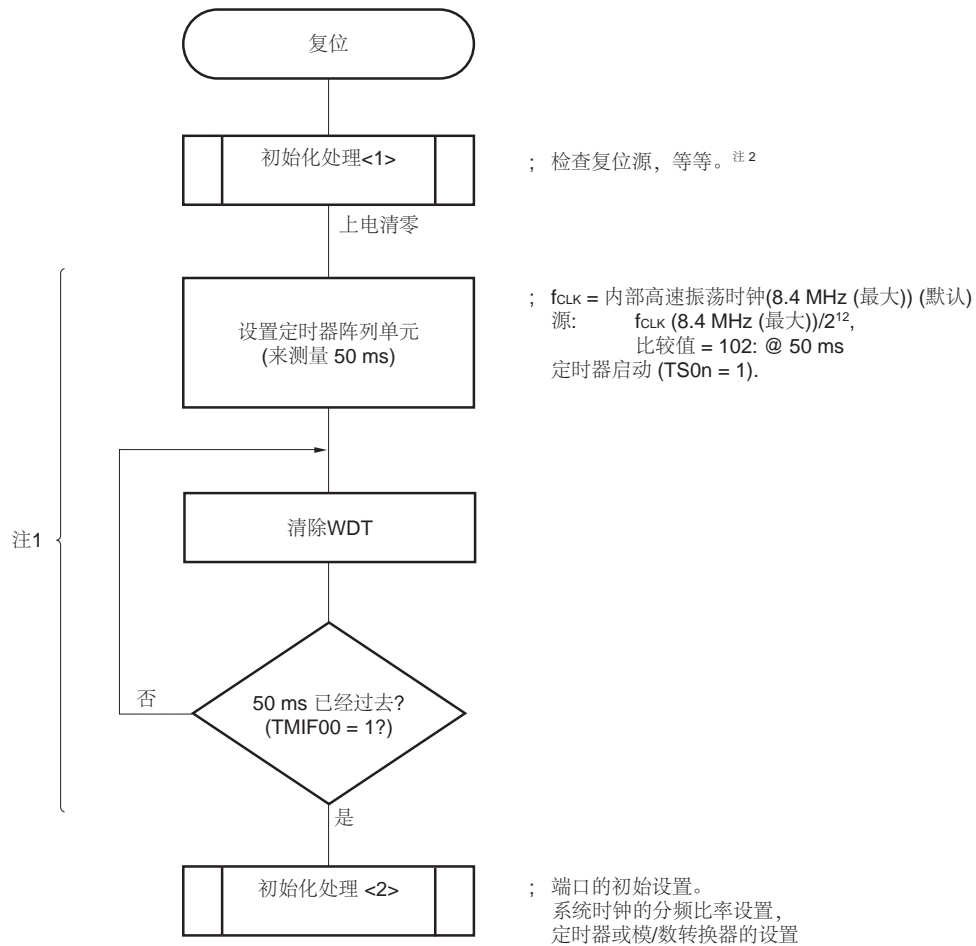 复位
初始化处理<1>
; 检查复位源, 等等。注 2
上电清零
设置定时器阵列单元
(来测量 50 ms)
; fCLK = 内部高速振荡时钟(8.4 MHz (最大)) (默认)
源: fCLK (8.4 MHz (最大))/2¹²,
比较值 = 102: @ 50 ms
定时器启动 (TS0n = 1).
注1
清除WDT
50 ms 已经过去?
(TMIF00 = 1?)
否
是
初始化处理 <2>
; 端口的初始设置。
系统时钟的分频比率设置,
定时器或模/数转换器的设置